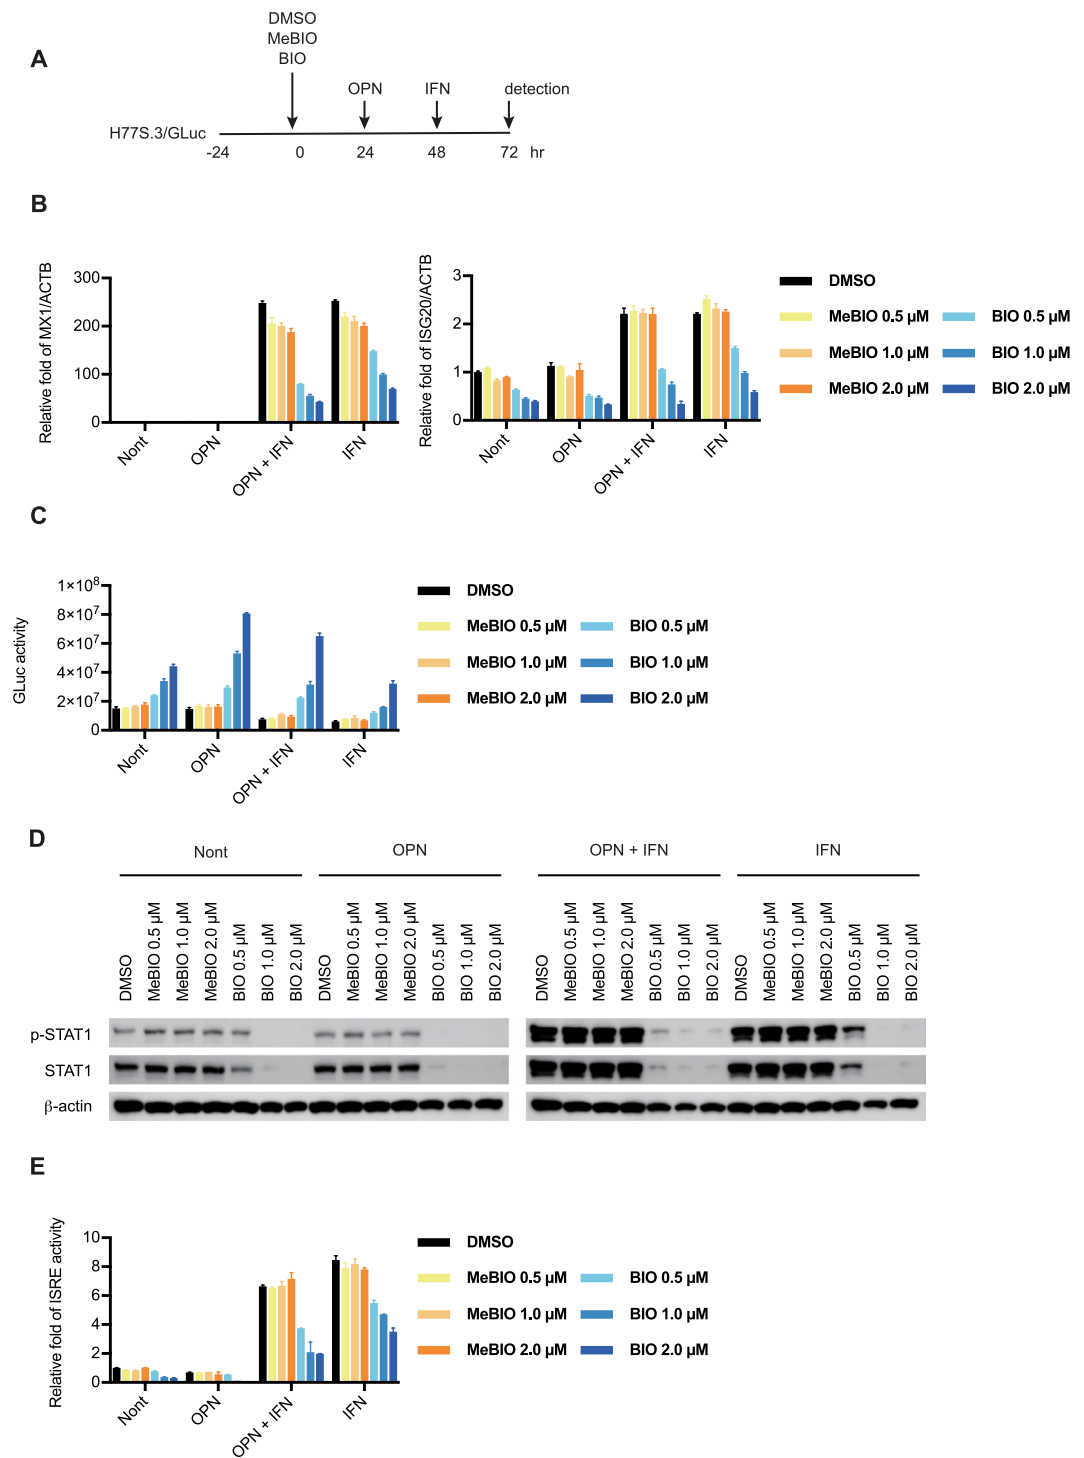 A
DMSO
MeBIO
BIO
OPN
IFN
detection
H77S.3/GLuc
-24
0
24
48
72
hr
B
Relative fold of MX1/ACTB
300
200
100
0
Nont
OPN
OPN + IFN
IFN
Relative fold of ISG20/ACTB
3
2
1
0
Nont
OPN
OPN + IFN
IFN
DMSO
MeBIO 0.5 µM
BIO 0.5 µM
MeBIO 1.0 µM
BIO 1.0 µM
MeBIO 2.0 µM
BIO 2.0 µM
C
GLuc activity
1×10⁸
8×10⁷
6×10⁷
4×10⁷
2×10⁷
0
Nont
OPN
OPN + IFN
IFN
DMSO
MeBIO 0.5 µM
BIO 0.5 µM
MeBIO 1.0 µM
BIO 1.0 µM
MeBIO 2.0 µM
BIO 2.0 µM
D
Nont
OPN
OPN + IFN
IFN
DMSO
MeBIO 0.5 µM
MeBIO 1.0 µM
MeBIO 2.0 µM
BIO 0.5 µM
BIO 1.0 µM
BIO 2.0 µM
DMSO
MeBIO 0.5 µM
MeBIO 1.0 µM
MeBIO 2.0 µM
BIO 0.5 µM
BIO 1.0 µM
BIO 2.0 µM
DMSO
MeBIO 0.5 µM
MeBIO 1.0 µM
MeBIO 2.0 µM
BIO 0.5 µM
BIO 1.0 µM
BIO 2.0 µM
DMSO
MeBIO 0.5 µM
MeBIO 1.0 µM
MeBIO 2.0 µM
BIO 0.5 µM
BIO 1.0 µM
BIO 2.0 µM
p-STAT1
STAT1
β-actin
E
Relative fold of ISRE activity
10
8
6
4
2
0
Nont
OPN
OPN + IFN
IFN
DMSO
MeBIO 0.5 µM
BIO 0.5 µM
MeBIO 1.0 µM
BIO 1.0 µM
MeBIO 2.0 µM
BIO 2.0 µM